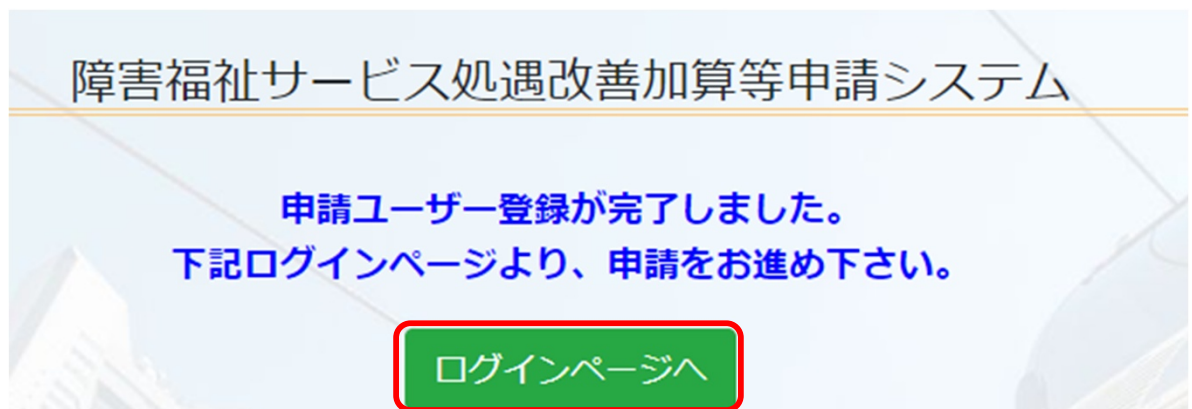 障害福祉サービス処遇改善加算等申請システム
申請ユーザー登録が完了しました。
下記ログインページより、申請をお進め下さい。
ログインページへ